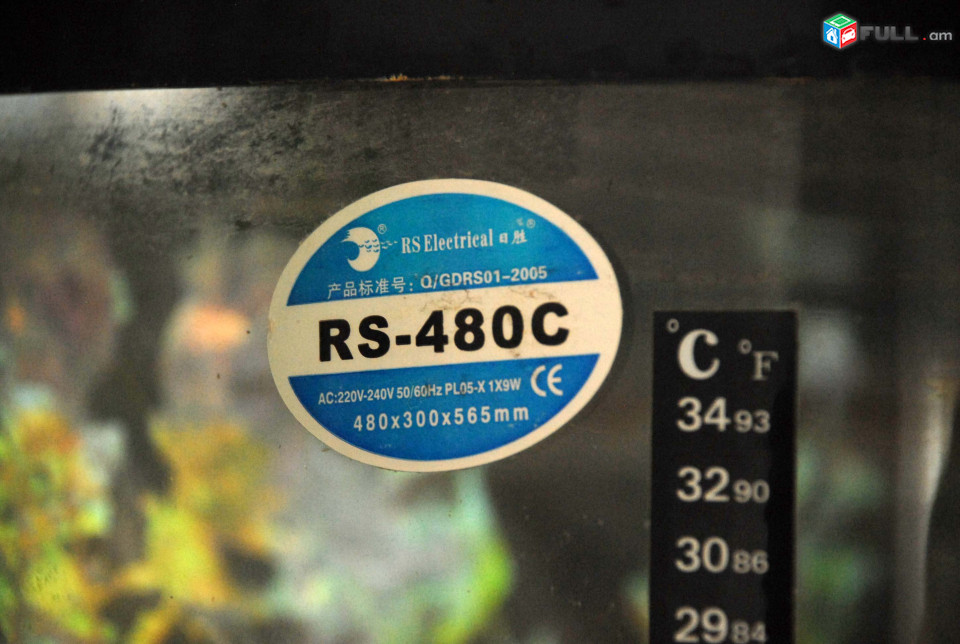 FULL.am
® RS Electrical 日胜 ®
产品标准号: Q/GDRS01-2005
RS-480C
AC:220V-240V 50/60Hz PL05-X 1X9W CE
480x300x565mm
°C °F
34 93
32 90
30 86
29 84